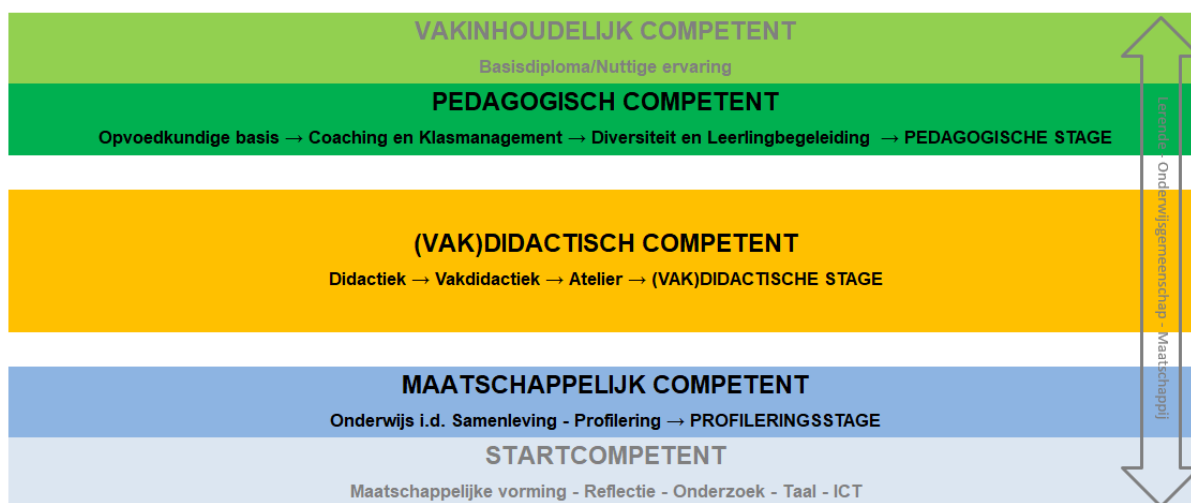 VAKINHOUDELIJK COMPETENT
Basisdiploma/Nuttige ervaring
PEDAGOGISCH COMPETENT
Opvoedkundige basis → Coaching en Klasmanagement → Diversiteit en Leerlingbegeleiding → PEDAGOGISCHE STAGE
(VAK)DIDACTISCH COMPETENT
Didactiek → Vakdidactiek → Atelier → (VAK)DIDACTISCHE STAGE
MAATSCHAPPELIJK COMPETENT
Onderwijs i.d. Samenleving - Profilering → PROFILERINGSSTAGE
STARTCOMPETENT
Maatschappelijke vorming - Reflectie - Onderzoek - Taal - ICT
Lerende - Onderwijsgemeenschap - Maatschappij